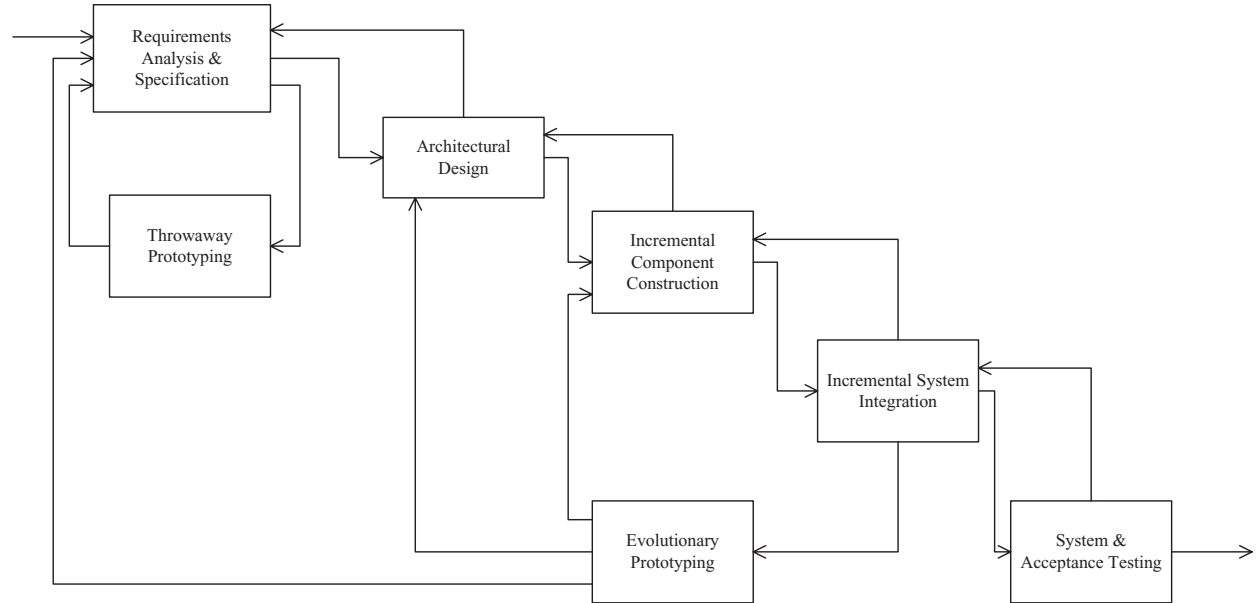 Requirements
Analysis &
Specification
Architectural
Design
Throwaway
Prototyping
Incremental
Component
Construction
Incremental System
Integration
Evolutionary
Prototyping
System &
Acceptance Testing